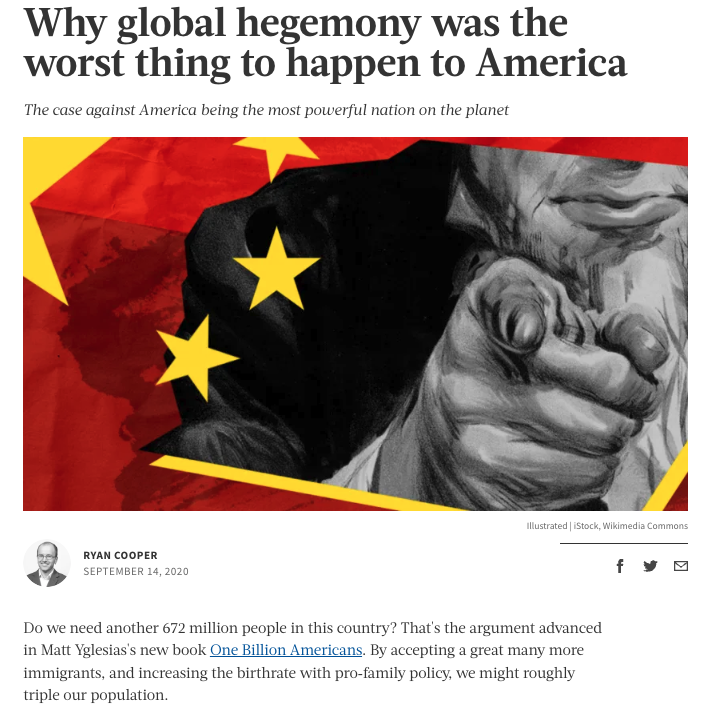 Why global hegemony was the
worst thing to happen to America
The case against America being the most powerful nation on the planet
Illustrated | iStock, Wikimedia Commons
RYAN COOPER
SEPTEMBER 14, 2020
Do we need another 672 million people in this country? That's the argument advanced
in Matt Yglesias's new book One Billion Americans. By accepting a great many more
immigrants, and increasing the birthrate with pro-family policy, we might roughly
triple our population.